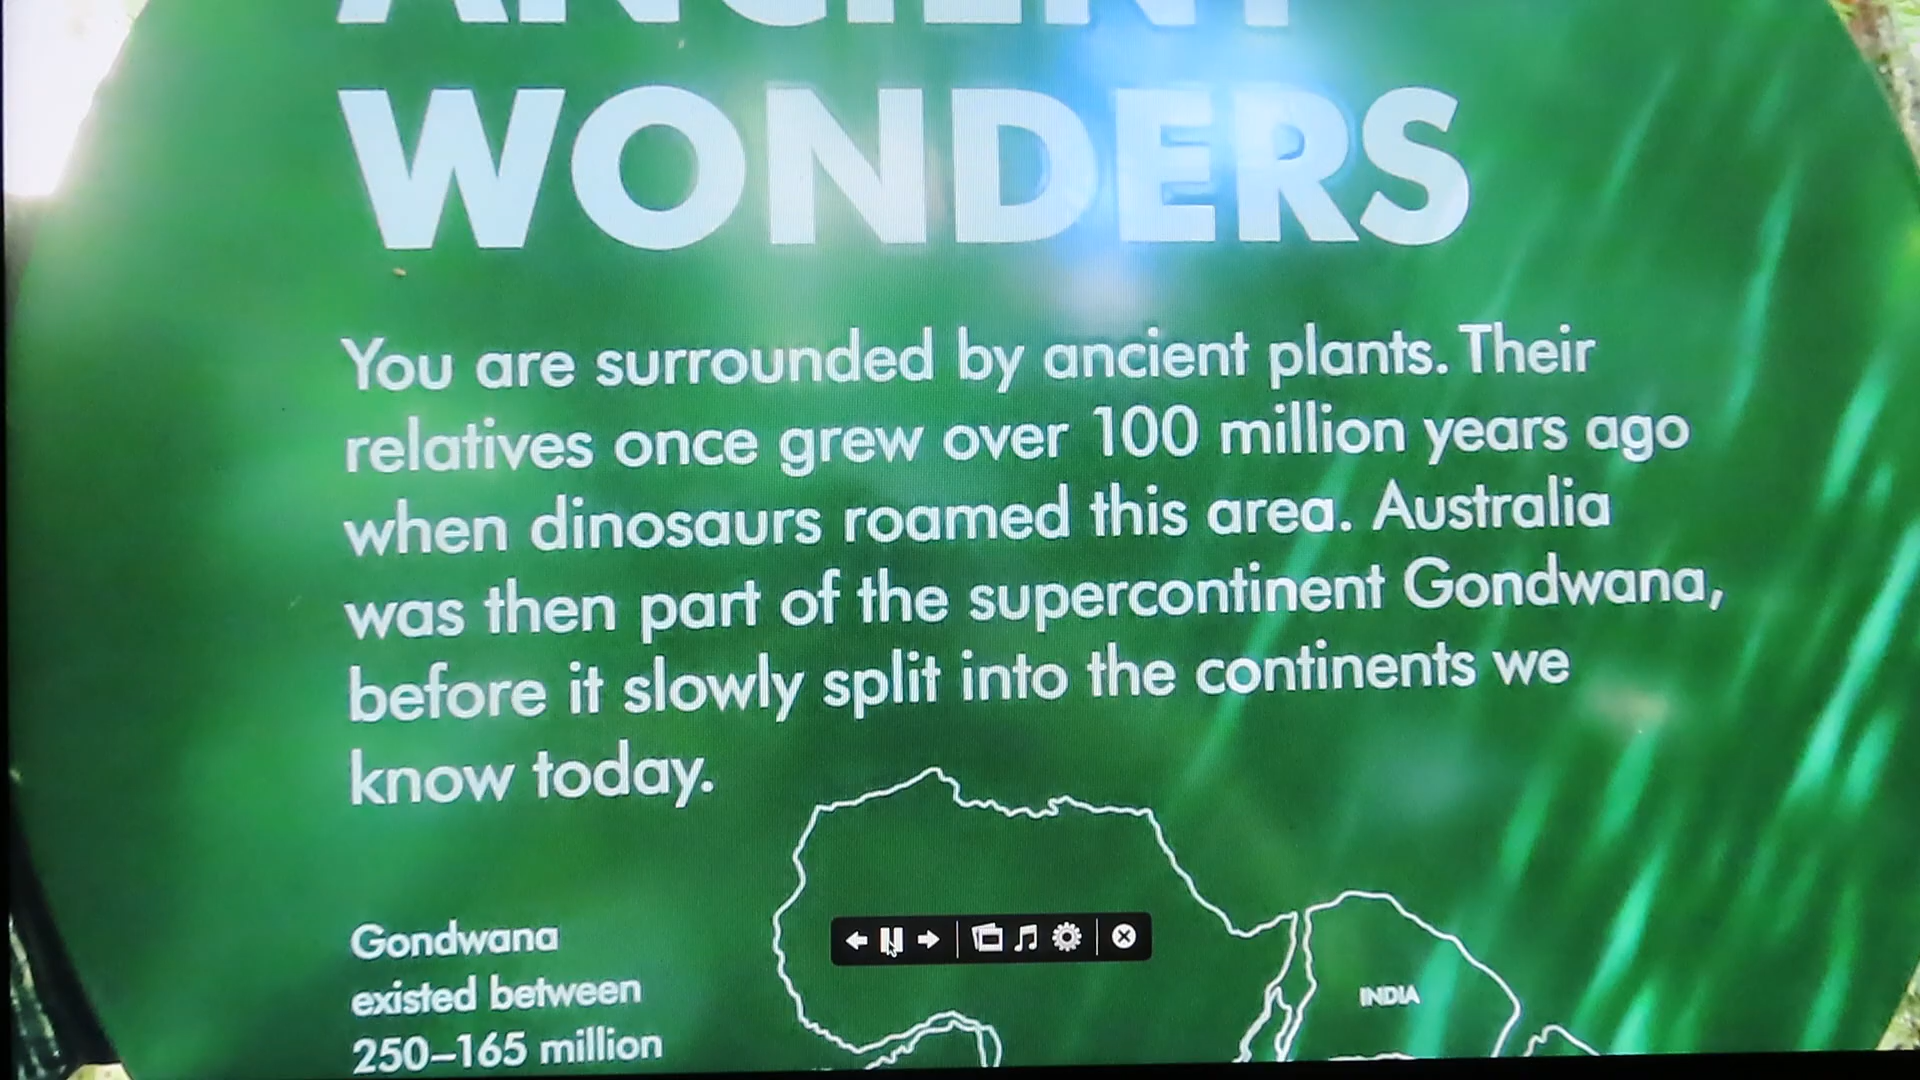 ANCIENT
WONDERS
You are surrounded by ancient plants. Their
relatives once grew over 100 million years ago
when dinosaurs roamed this area. Australia
was then part of the supercontinent Gondwana,
before it slowly split into the continents we
know today.
Gondwana
existed between
250–165 million
INDIA